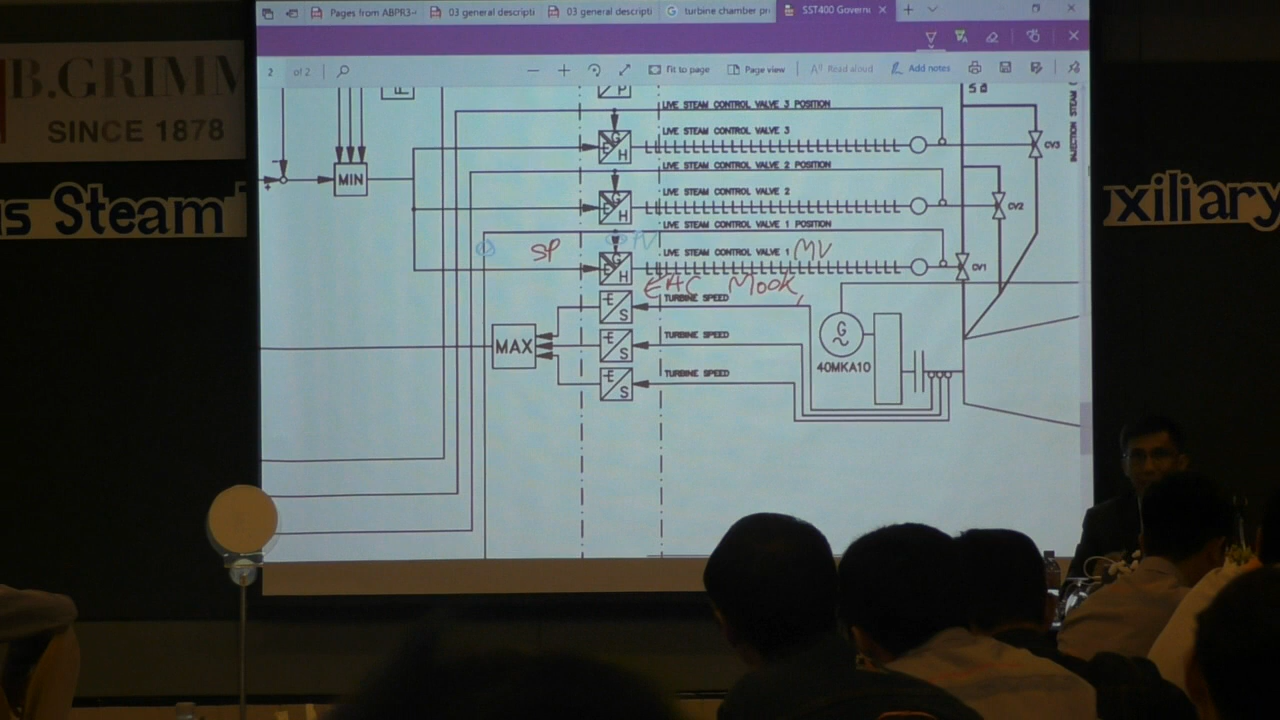 Pages from ABPR3-
03 general descripti
03 general descripti
turbine chamber pr
SST400 Govern
2 of 2
Fit to page
Page view
Read aloud
Add notes
B.GRIMM
SINCE 1878
s Steam
uxiliary
P
LIVE STEAM CONTROL VALVE 3 POSITION
LIVE STEAM CONTROL VALVE 3
E G H
CV3
INJECTION STEAM
MIN
LIVE STEAM CONTROL VALVE 2 POSITION
LIVE STEAM CONTROL VALVE 2
E G H
CV2
LIVE STEAM CONTROL VALVE 1 POSITION
SP
PV
LIVE STEAM CONTROL VALVE 1 MV
E G H
CV1
EHC Mook,
TURBINE SPEED
E S
MAX
TURBINE SPEED
E S
G
40MKA10
TURBINE SPEED
E S